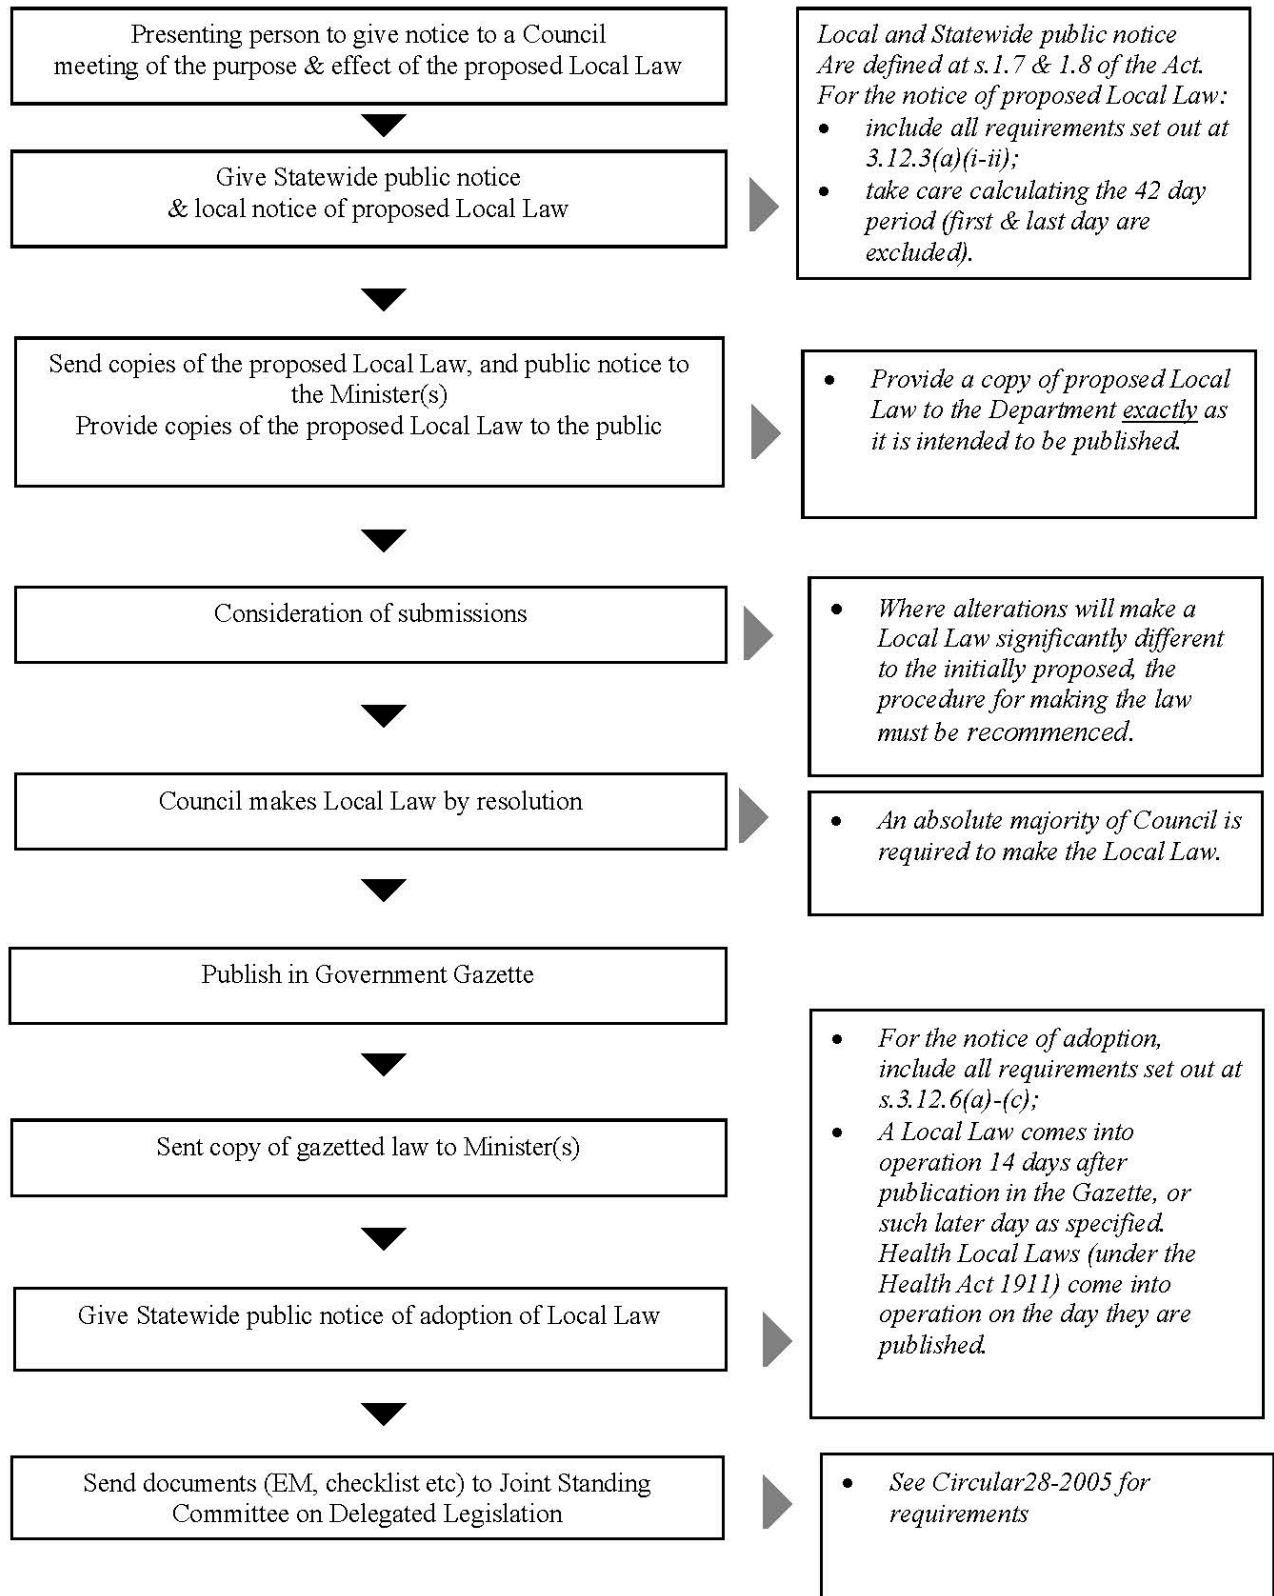 Presenting person to give notice to a Council
meeting of the purpose & effect of the proposed Local Law
Local and Statewide public notice
Are defined at s.1.7 & 1.8 of the Act.
For the notice of proposed Local Law:
• include all requirements set out at
3.12.3(a)(i-ii);
• take care calculating the 42 day
period (first & last day are
excluded).
Give Statewide public notice
& local notice of proposed Local Law
Send copies of the proposed Local Law, and public notice to
the Minister(s)
Provide copies of the proposed Local Law to the public
• Provide a copy of proposed Local
Law to the Department exactly as
it is intended to be published.
Consideration of submissions
• Where alterations will make a
Local Law significantly different
to the initially proposed, the
procedure for making the law
must be recommenced.
Council makes Local Law by resolution
• An absolute majority of Council is
required to make the Local Law.
Publish in Government Gazette
Sent copy of gazetted law to Minister(s)
Give Statewide public notice of adoption of Local Law
• For the notice of adoption,
include all requirements set out at
s.3.12.6(a)-(c);
• A Local Law comes into
operation 14 days after
publication in the Gazette, or
such later day as specified.
Health Local Laws (under the
Health Act 1911) come into
operation on the day they are
published.
Send documents (EM, checklist etc) to Joint Standing
Committee on Delegated Legislation
• See Circular28-2005 for
requirements